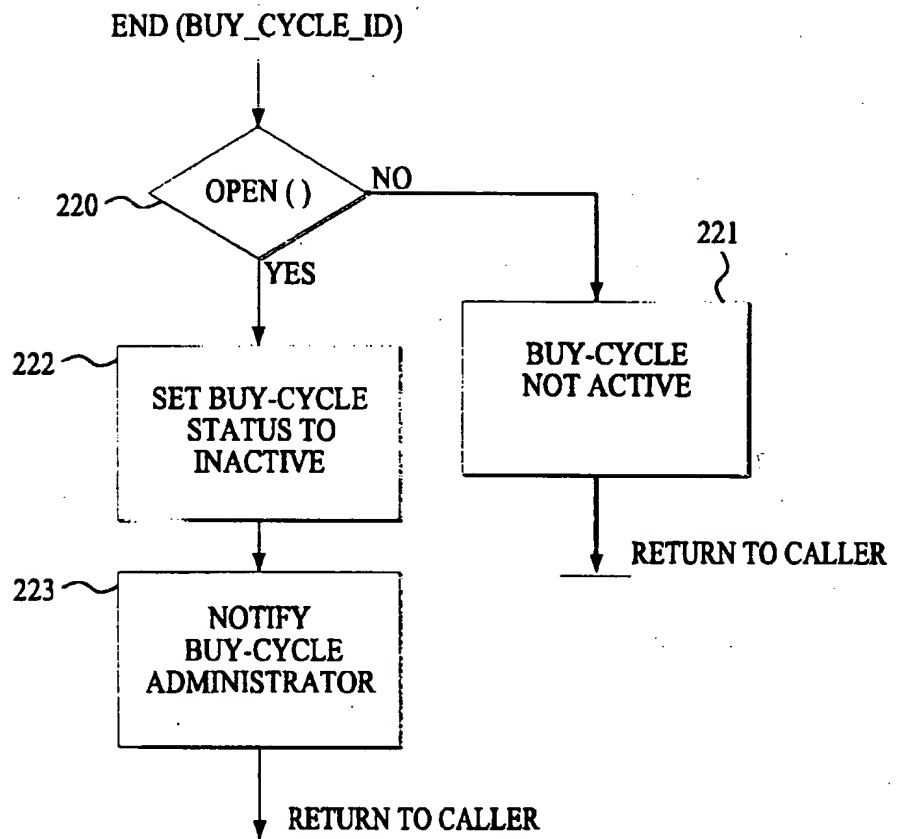 END (BUY_CYCLE_ID)
OPEN ( )
NO
220
YES
221
BUY-CYCLE
NOT ACTIVE
222
SET BUY-CYCLE
STATUS TO
INACTIVE
RETURN TO CALLER
223
NOTIFY
BUY-CYCLE
ADMINISTRATOR
RETURN TO CALLER